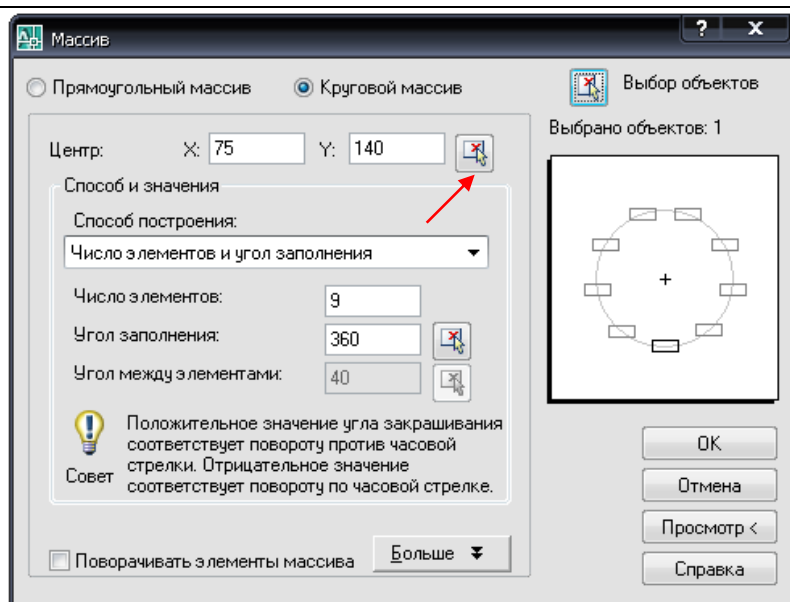 Массив
? X
Прямоугольный массив Круговой массив Выбор объектов
Выбрано объектов: 1
Центр: X: 75 Y: 140
Способ и значения
Способ построения:
Число элементов и угол заполнения
Число элементов: 9
Угол заполнения: 360
Угол между элементами: 40
Положительное значение угла закрашивания
соответствует повороту против часовой
стрелки. Отрицательное значение
Совет соответствует повороту по часовой стрелке.
Поворачивать элементы массива Больше
OK
Отмена
Просмотр <
Справка